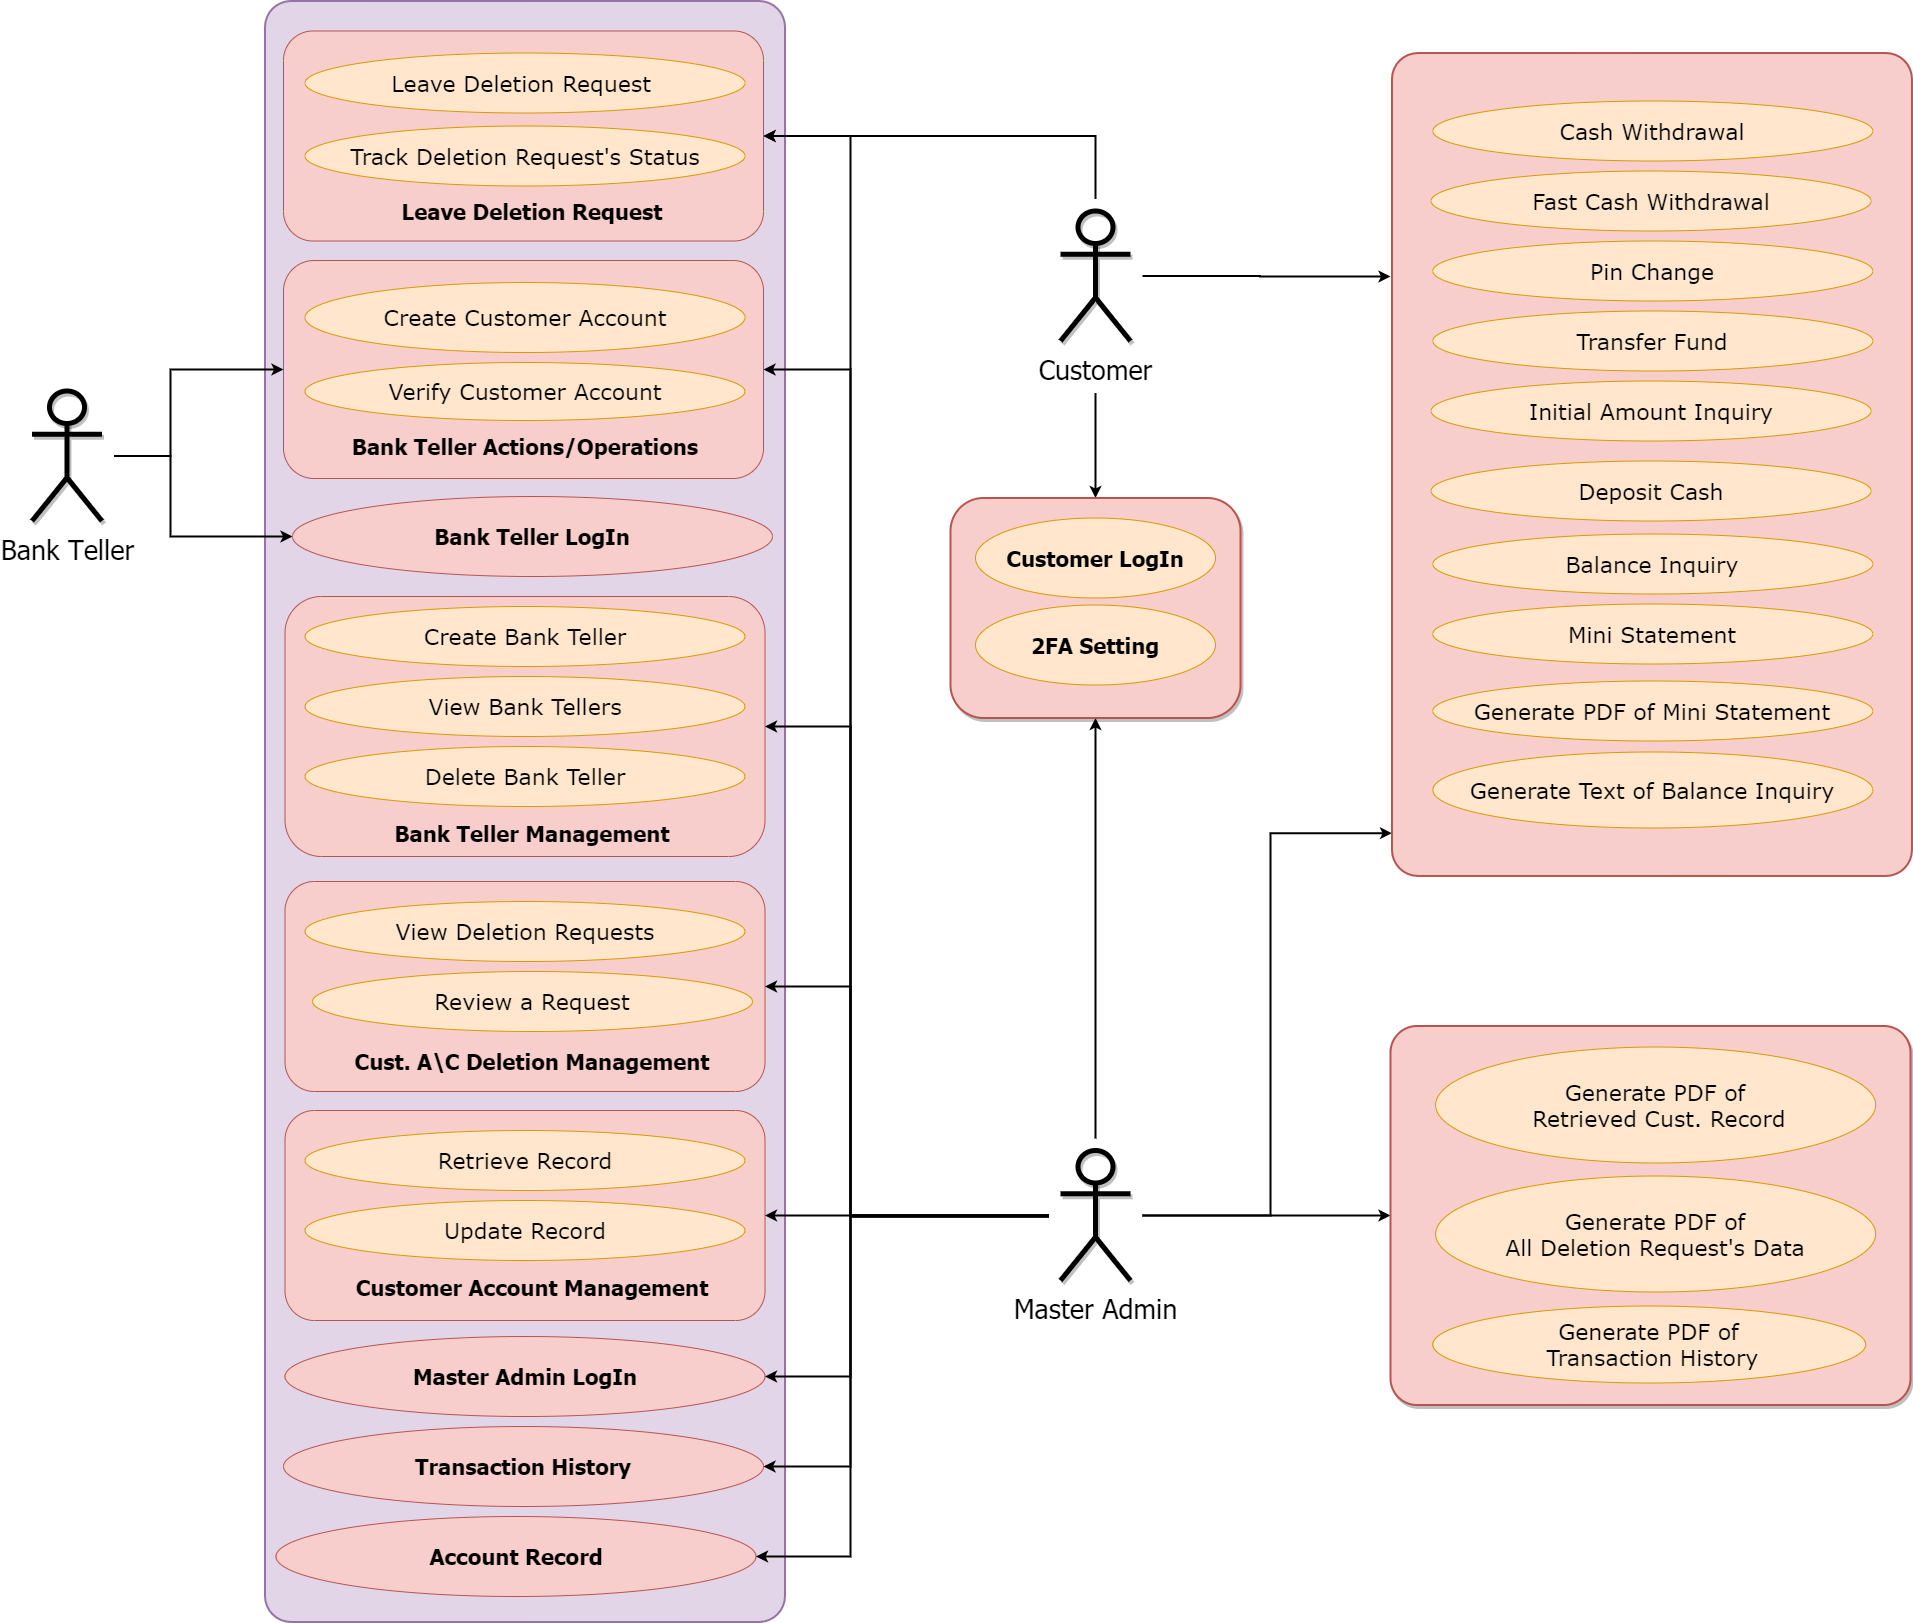 Leave Deletion Request
Track Deletion Request's Status
Leave Deletion Request
Create Customer Account
Verify Customer Account
Bank Teller Actions/Operations
Bank Teller
Bank Teller LogIn
Create Bank Teller
View Bank Tellers
Delete Bank Teller
Bank Teller Management
View Deletion Requests
Review a Request
Cust. A\C Deletion Management
Retrieve Record
Update Record
Customer Account Management
Master Admin LogIn
Transaction History
Account Record
Customer
Customer LogIn
2FA Setting
Master Admin
Cash Withdrawal
Fast Cash Withdrawal
Pin Change
Transfer Fund
Initial Amount Inquiry
Deposit Cash
Balance Inquiry
Mini Statement
Generate PDF of Mini Statement
Generate Text of Balance Inquiry
Generate PDF of
Retrieved Cust. Record
Generate PDF of
All Deletion Request's Data
Generate PDF of
Transaction History